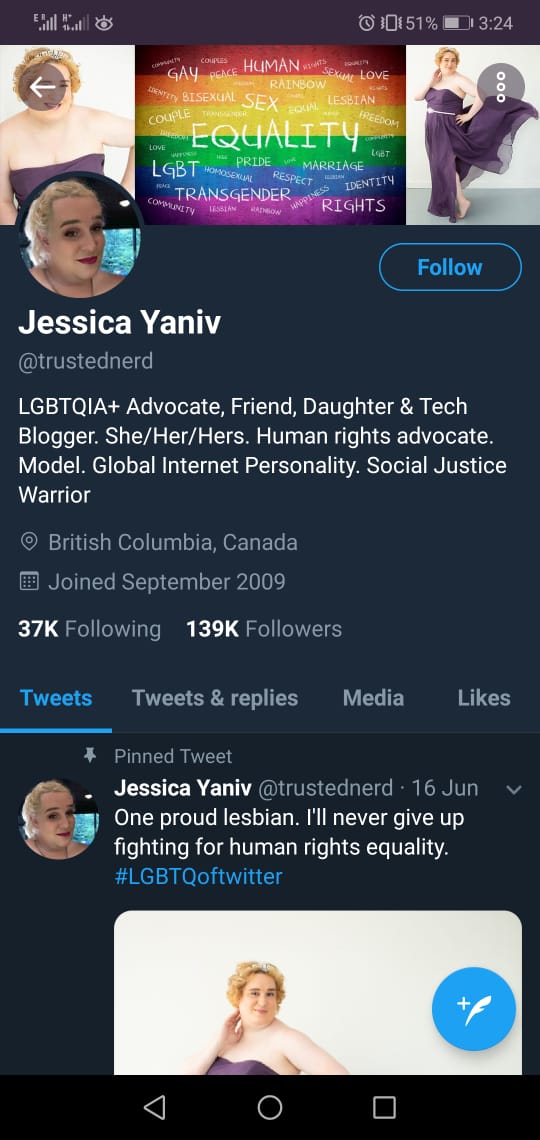 51% 3:24
COMMUNITY COUPLES HUMAN RIGHTS
GAY PEACE SEXUAL LOVE
RAINBOW
IDENTITY BISEXUAL SEX LESBIAN
COUPLE TRANSGENDER EQUAL FREEDOM
EQUALITY
LOVE LGBT
PRIDE MARRIAGE
LGBT HOMOSEXUAL RESPECT IDENTITY
PEACE TRANSGENDER HAPPINESS
COMMUNITY LESBIAN RAINBOW RIGHTS
Follow
Jessica Yaniv
@trustednerd
LGBTQIA+ Advocate, Friend, Daughter & Tech
Blogger. She/Her/Hers. Human rights advocate.
Model. Global Internet Personality. Social Justice
Warrior
British Columbia, Canada
Joined September 2009
37K Following 139K Followers
Tweets Tweets & replies Media Likes
Pinned Tweet
Jessica Yaniv @trustednerd · 16 Jun
One proud lesbian. I'll never give up
fighting for human rights equality.
#LGBTQoftwitter